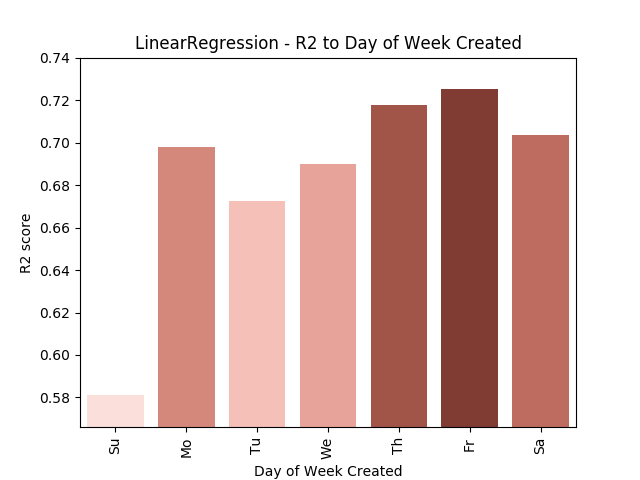 LinearRegression - R2 to Day of Week Created
0.74
0.72
0.70
0.68
0.66
0.64
0.62
0.60
0.58
R2 score
Su
Mo
Tu
We
Th
Fr
Sa
Day of Week Created